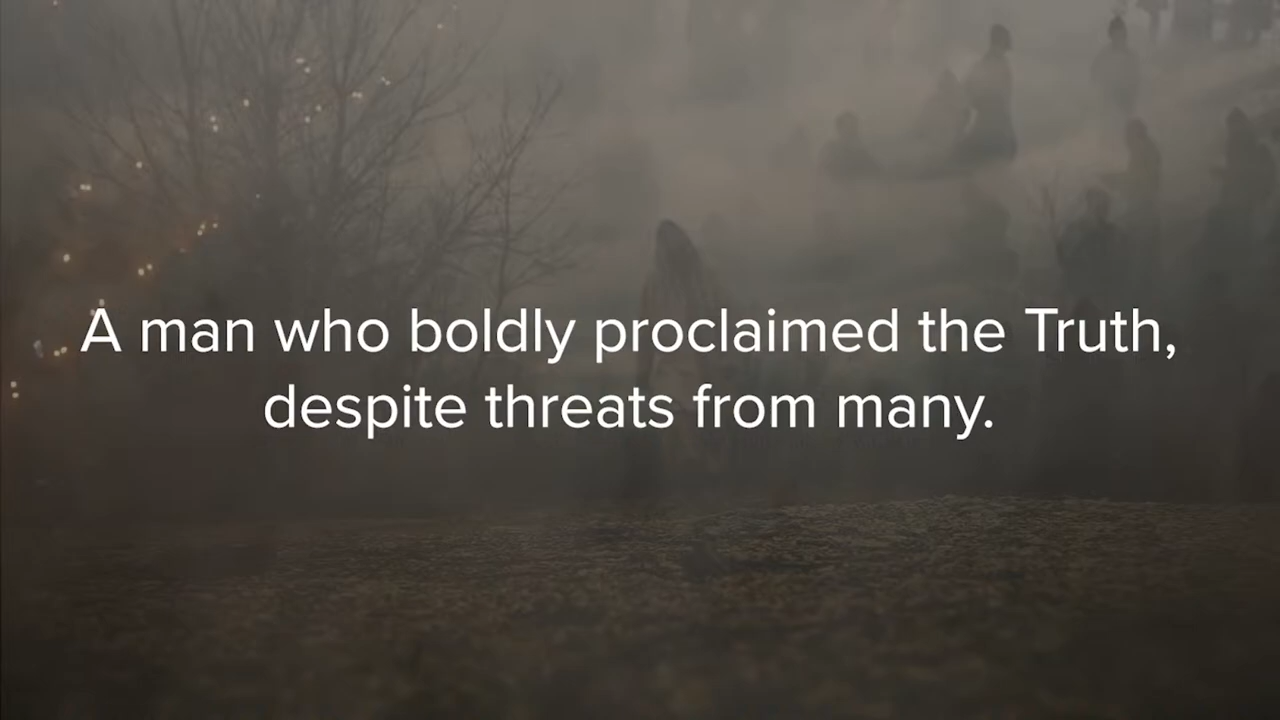 A man who boldly proclaimed the Truth,
despite threats from many.